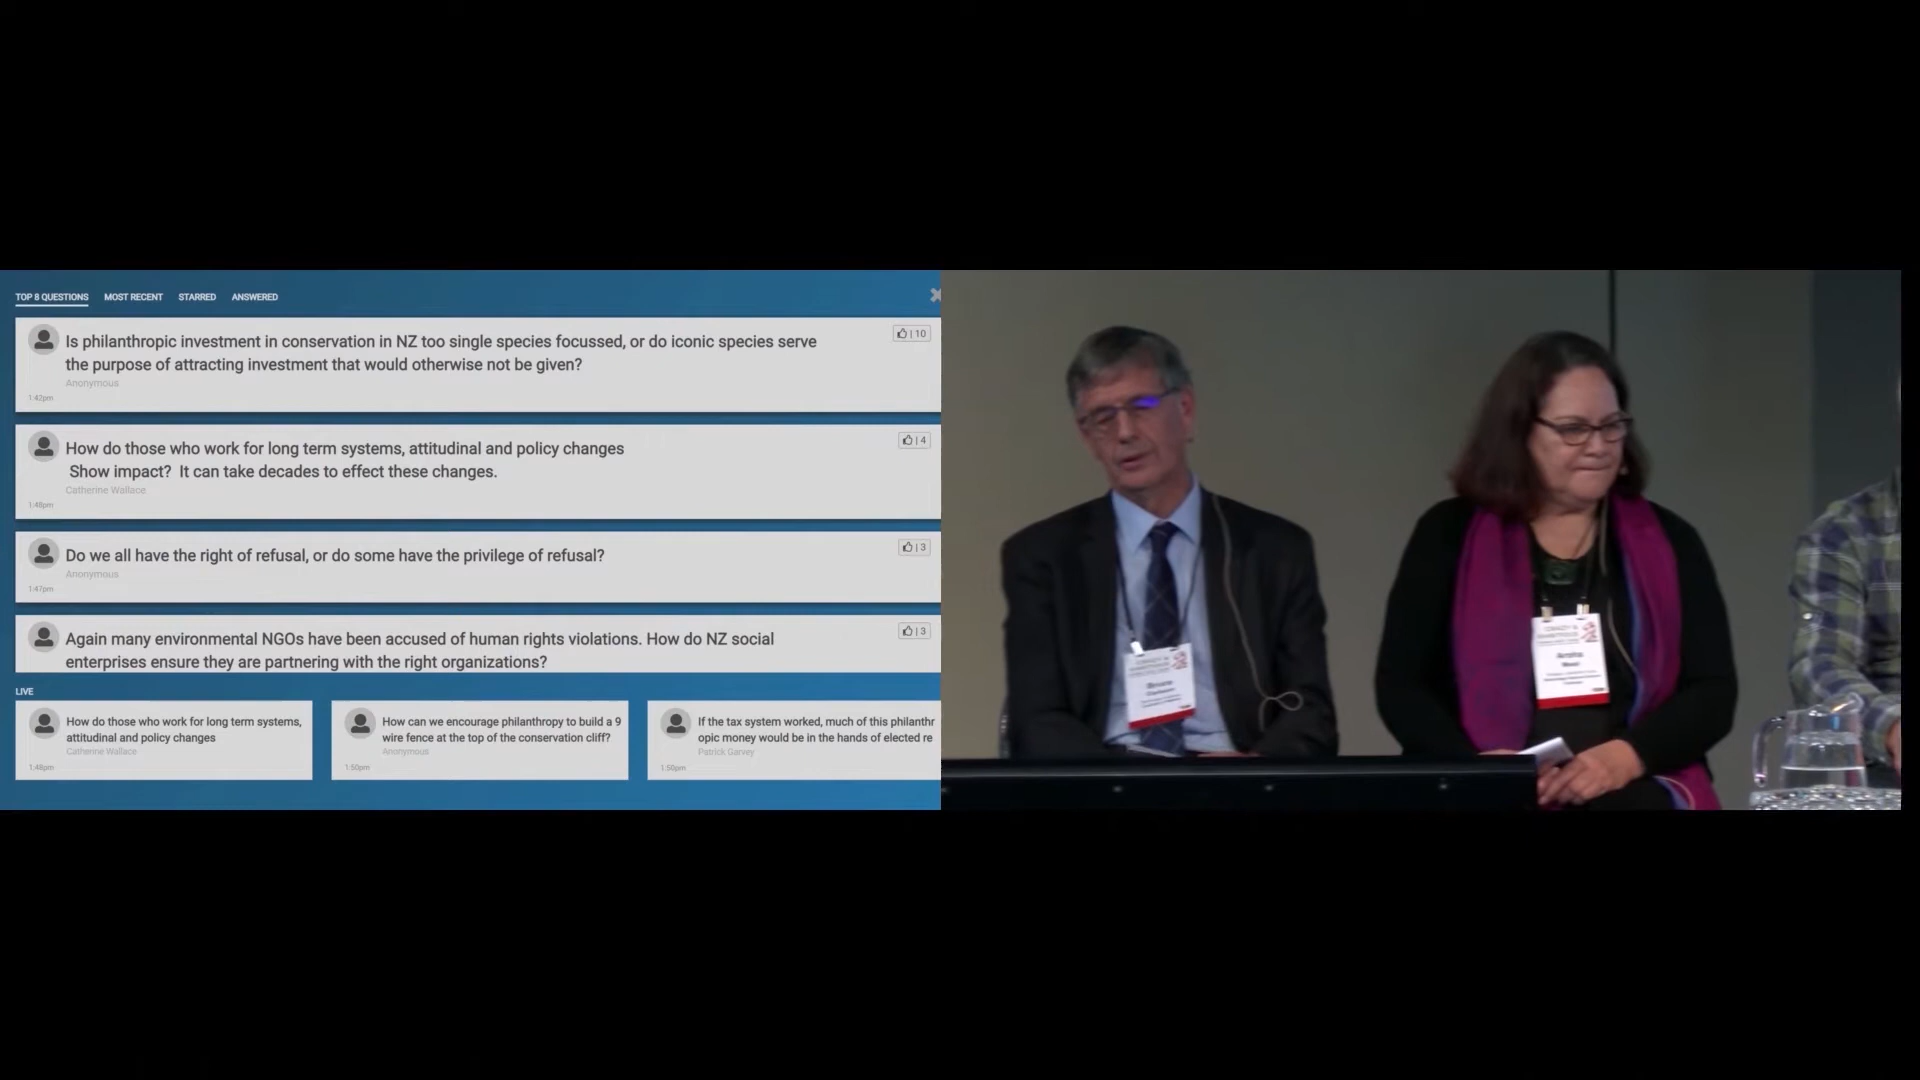 TOP 8 QUESTIONS MOST RECENT STARRED ANSWERED
Is philanthropic investment in conservation in NZ too single species focussed, or do iconic species serve
the purpose of attracting investment that would otherwise not be given?
Anonymous
1:42pm
10
How do those who work for long term systems, attitudinal and policy changes
Show impact? It can take decades to effect these changes.
Catherine Wallace
1:48pm
4
Do we all have the right of refusal, or do some have the privilege of refusal?
Anonymous
1:47pm
3
Again many environmental NGOs have been accused of human rights violations. How do NZ social
enterprises ensure they are partnering with the right organizations?
3
LIVE
How do those who work for long term systems,
attitudinal and policy changes
Catherine Wallace
1:48pm
How can we encourage philanthropy to build a 9
wire fence at the top of the conservation cliff?
Anonymous
1:50pm
If the tax system worked, much of this philanthr
opic money would be in the hands of elected re
Patrick Garvey
1:50pm
CRAZY &
AMBITIOUS